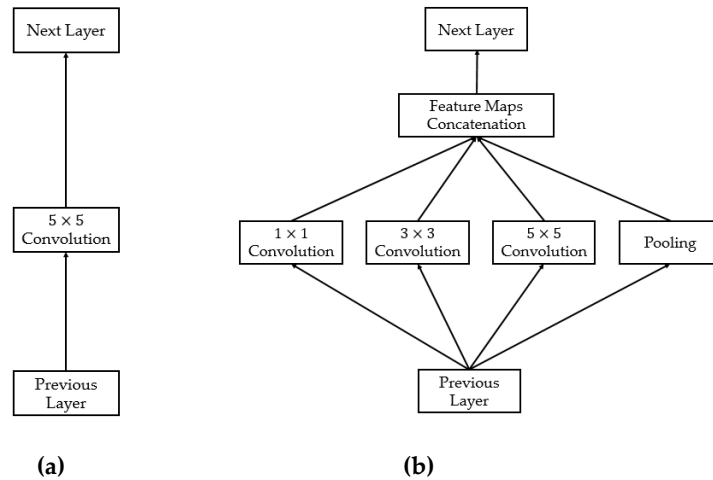 Next Layer
5 × 5
Convolution
Previous
Layer
(a)
Next Layer
Feature Maps
Concatenation
1 × 1
Convolution
3 × 3
Convolution
5 × 5
Convolution
Pooling
Previous
Layer
(b)